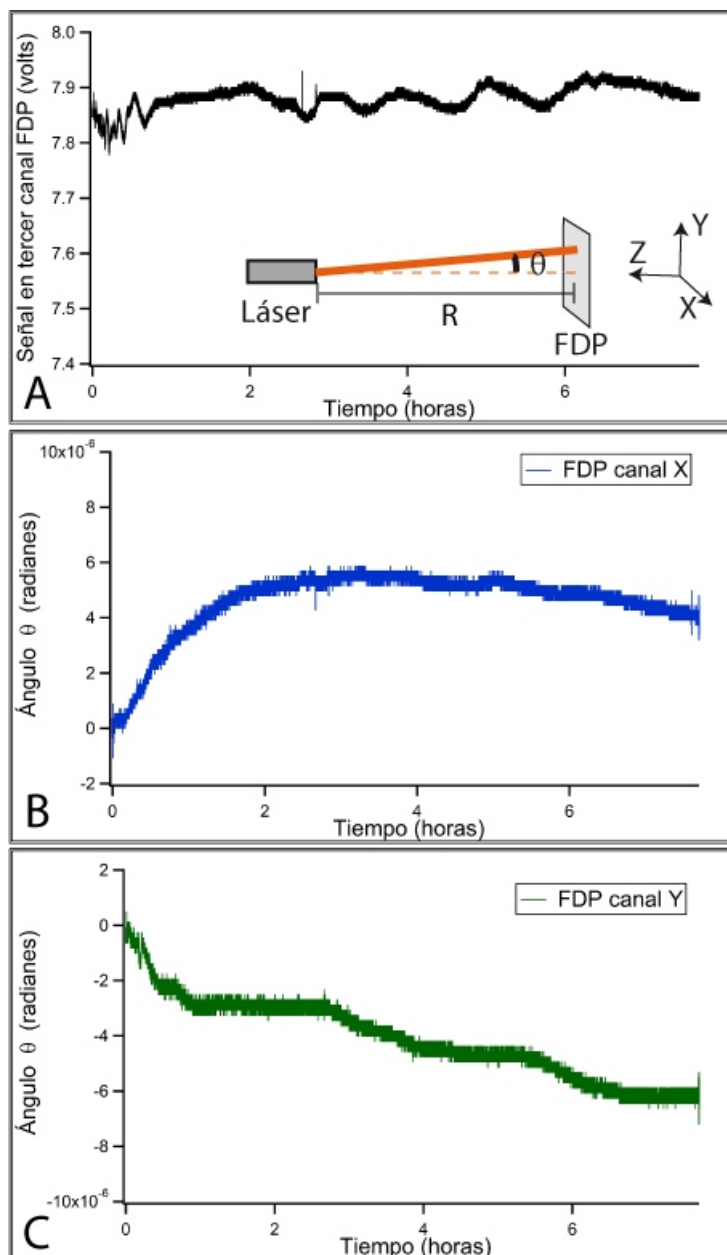 Señal en tercer canal FDP (volts)
8.0
7.9
7.8
7.7
7.6
7.5
7.4
Láser
R
θ
FDP
Y
Z
X
0
2
4
6
Tiempo (horas)
A
Ángulo θ (radianes)
10x10⁻⁶
8
6
4
2
0
-2
FDP canal X
0
2
4
6
Tiempo (horas)
B
Ángulo θ (radianes)
2
0
-2
-4
-6
-8
-10x10⁻⁶
FDP canal Y
0
2
4
6
Tiempo (horas)
C